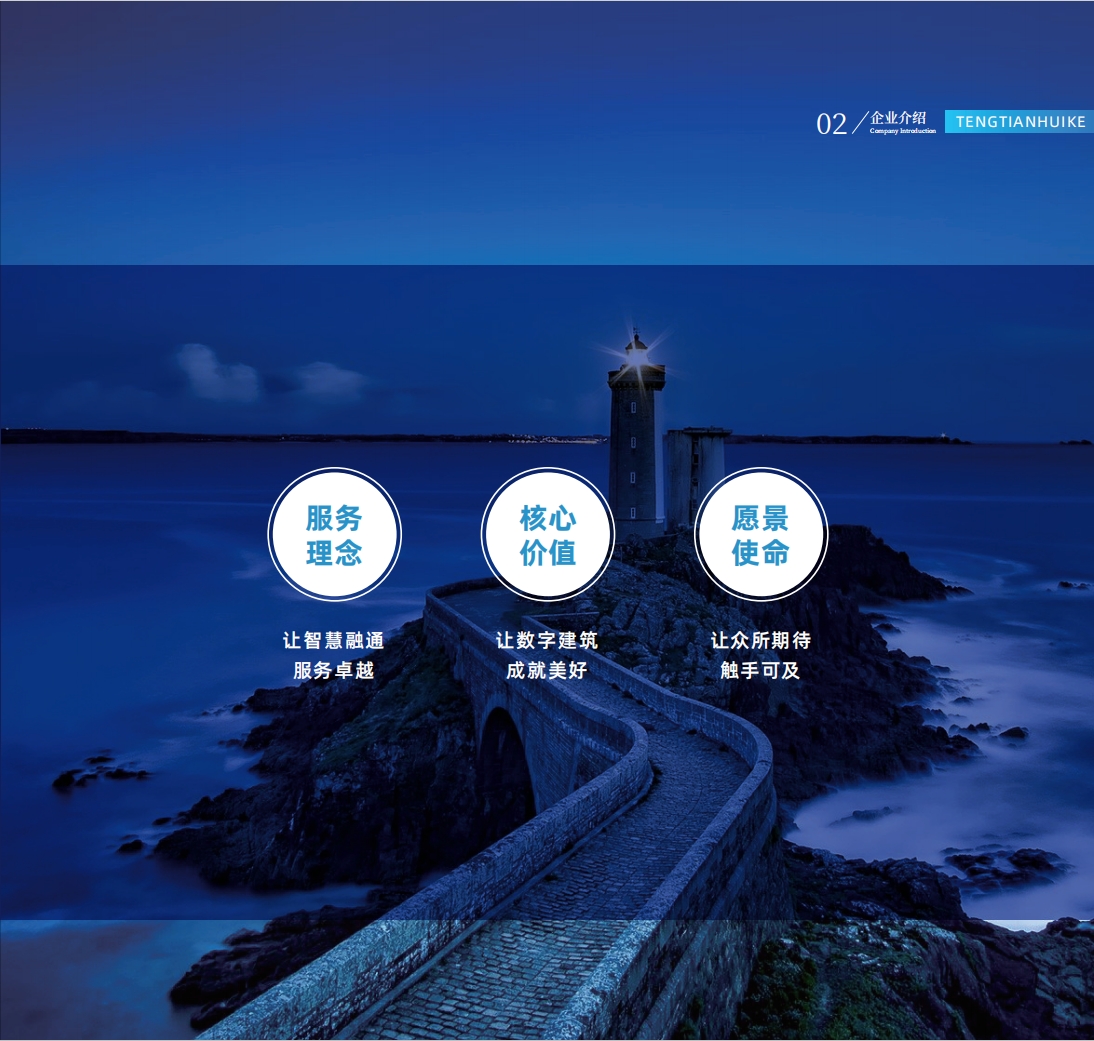 02 企业介绍 TENGTIANHUIKE
Company Introduction
服务
理念
让智慧融通
服务卓越
核心
价值
让数字建筑
成就美好
愿景
使命
让众所期待
触手可及